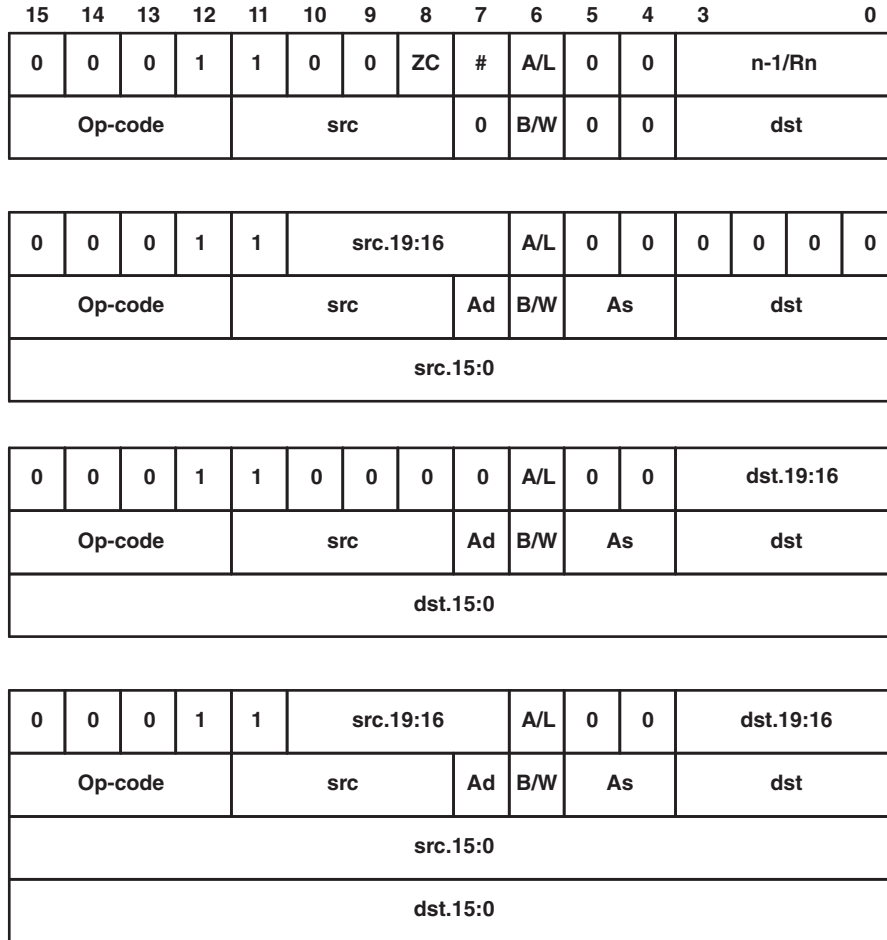 15 14 13 12 11 10 9 8 7 6 5 4 3 0
0 0 0 1 1 0 0 ZC # A/L 0 0 n-1/Rn
Op-code src 0 B/W 0 0 dst
0 0 0 1 1 src.19:16 A/L 0 0 0 0 0 0
Op-code src Ad B/W As dst
src.15:0
0 0 0 1 1 0 0 0 0 A/L 0 0 dst.19:16
Op-code src Ad B/W As dst
dst.15:0
0 0 0 1 1 src.19:16 A/L 0 0 dst.19:16
Op-code src Ad B/W As dst
src.15:0
dst.15:0